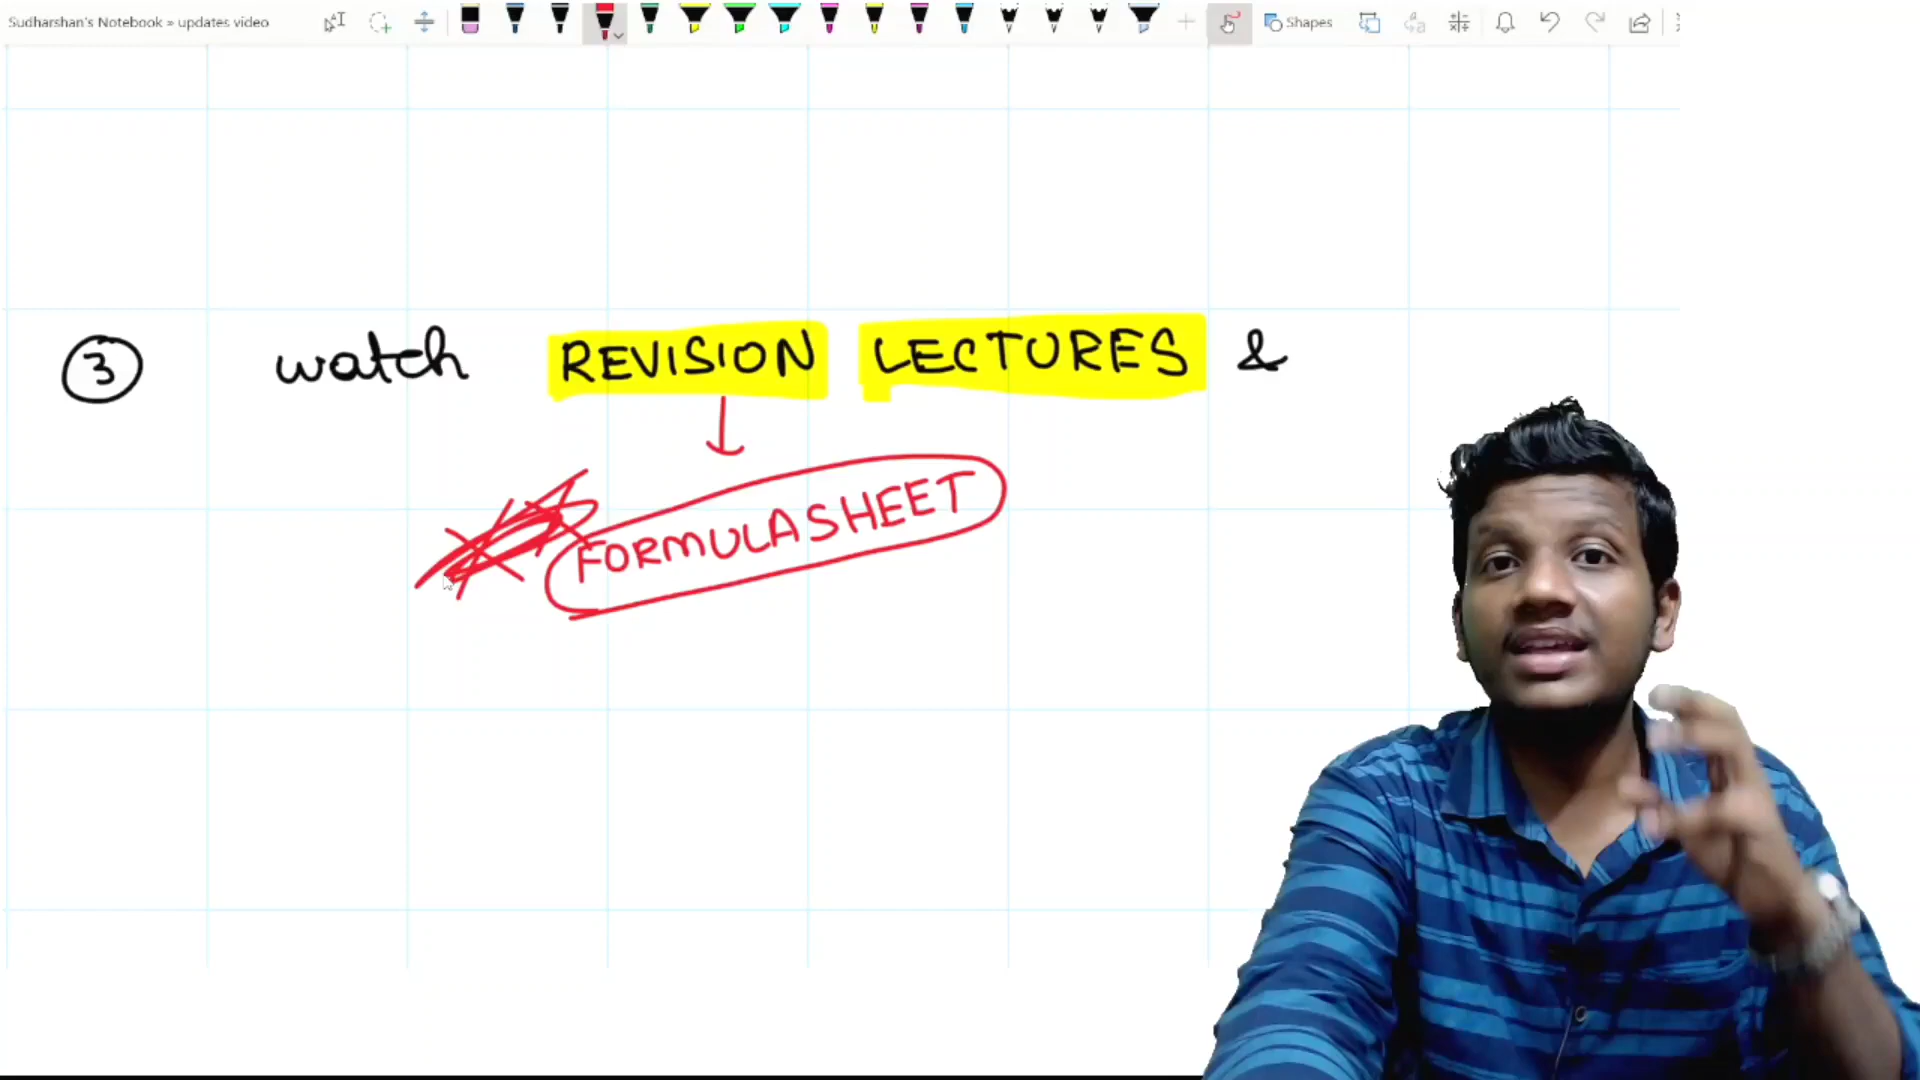 Sudharshan's Notebook » updates video
Shapes
3 watch REVISION LECTURES &
FORMULA SHEET